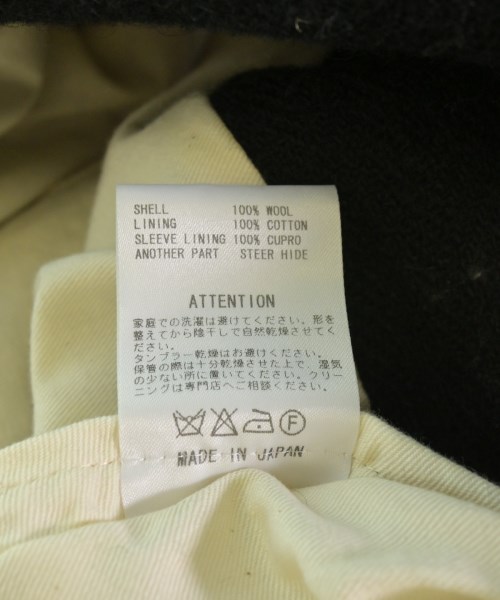 SHELL 100% WOOL
LINING 100% COTTON
SLEEVE LINING 100% CUPRO
ANOTHER PART STEER HIDE
ATTENTION
家庭での洗濯は避けてください。形を
整えてから陰干しで自然乾燥させてく
ださい。
タンブラー乾燥はお避けください。
保管の際は十分乾燥させた上で、湿気
の少ない所に置いてください。クリー
ニングは専門店へご相談ください。
F
MADE IN JAPAN